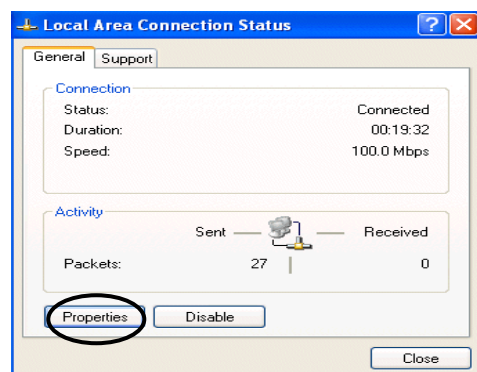 Local Area Connection Status
General Support
Connection
Status: Connected
Duration: 00:19:32
Speed: 100.0 Mbps
Activity
Sent — — Received
Packets: 27 | 0
Properties Disable
Close